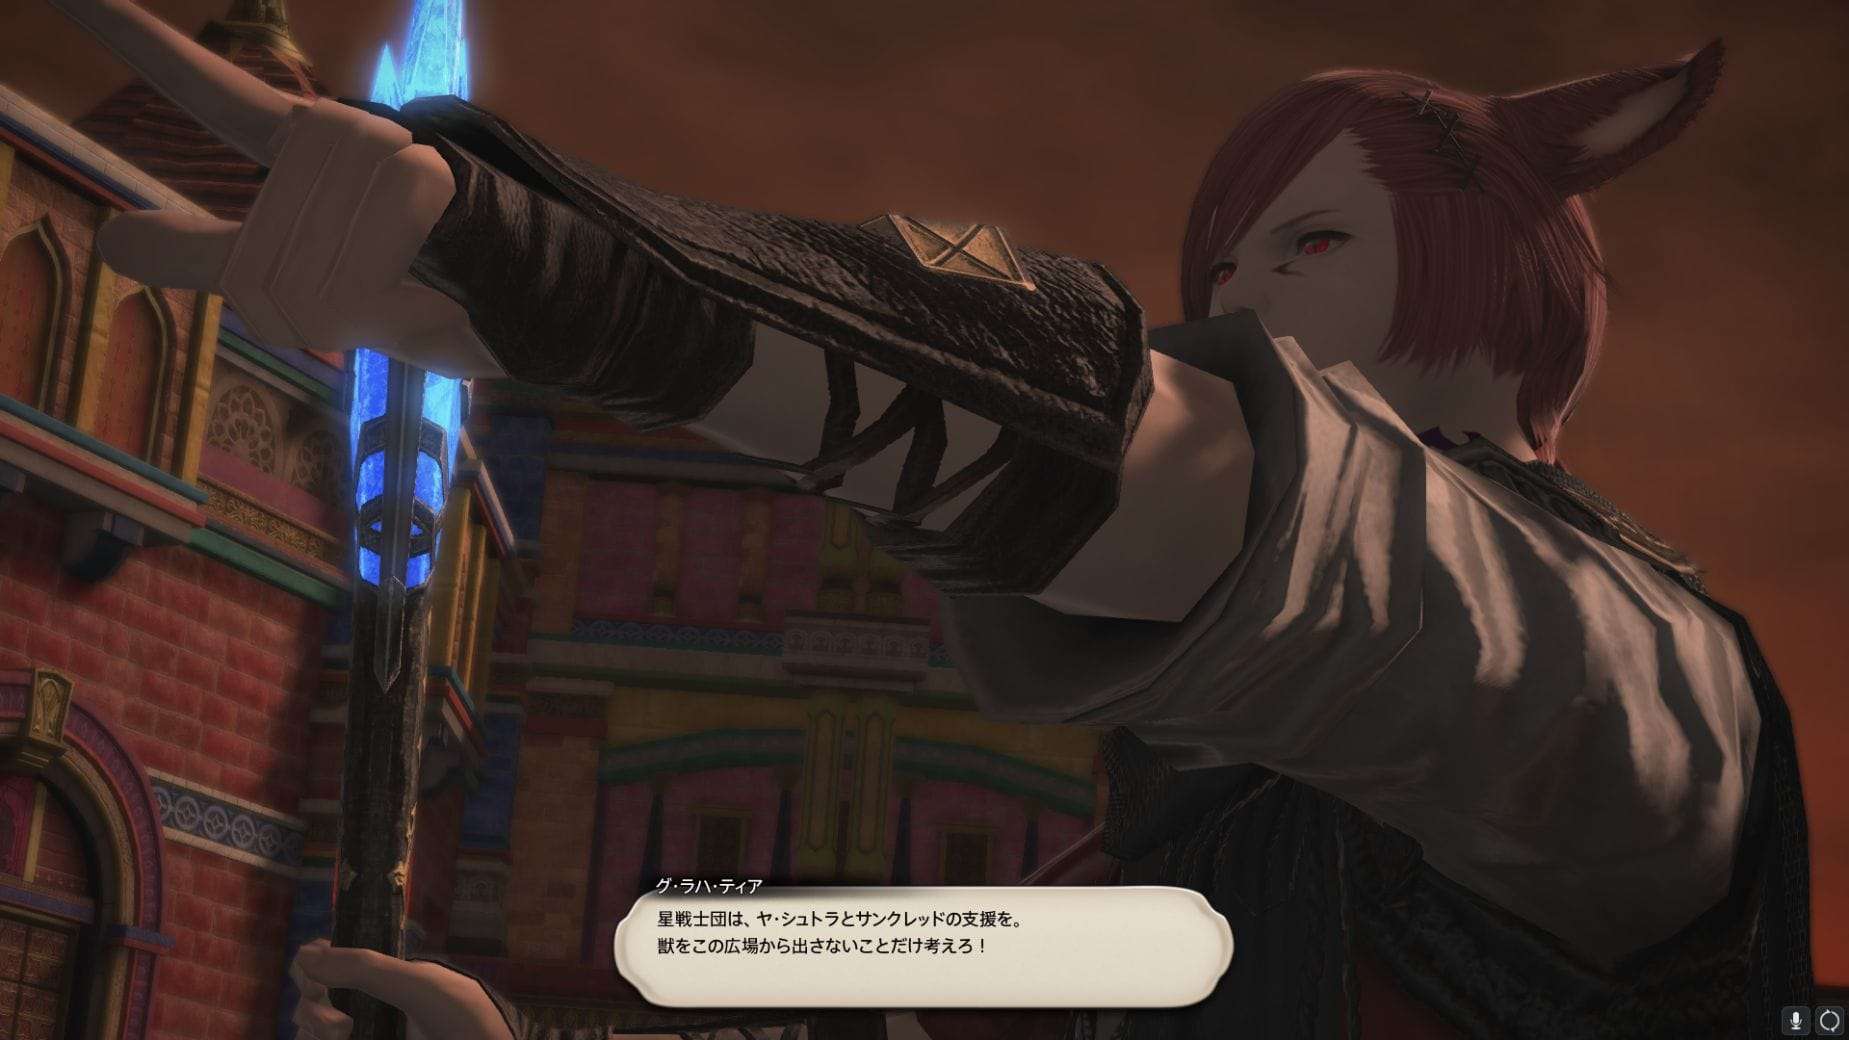 グ・ラハ・ティア
星戦士団は、ヤ・シュトラとサンクレッドの支援を。
獣をこの広場から出さないことだけ考えろ！